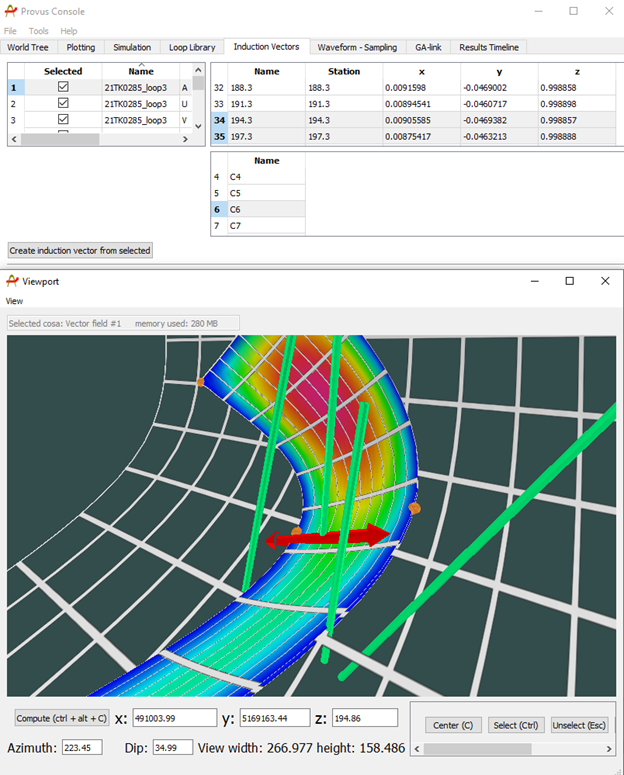 Provus Console
File Tools Help
World Tree Plotting Simulation Loop Library Induction Vectors Waveform - Sampling GA-link Results Timeline
Selected Name
1 21TK0285_loop3 A
2 21TK0285_loop3 U
3 21TK0285_loop3 V
Name Station x y z
32 188.3 188.3 0.0091598 -0.0469002 0.998858
33 191.3 191.3 0.00894541 -0.0460717 0.998898
34 194.3 194.3 0.00905585 -0.0469382 0.998857
35 197.3 197.3 0.00875417 -0.0463213 0.998888
Name
4 C4
5 C5
6 C6
7 C7
Create induction vector from selected
Viewport
View
Selected cosa: Vector field #1 memory used: 280 MB
Compute (ctrl + alt + C) x: 491003.99 y: 5169163.44 z: 194.86 Center (C) Select (Ctrl) Unselect (Esc)
Azimuth: 223.45 Dip: 34.99 View width: 266.977 height: 158.486